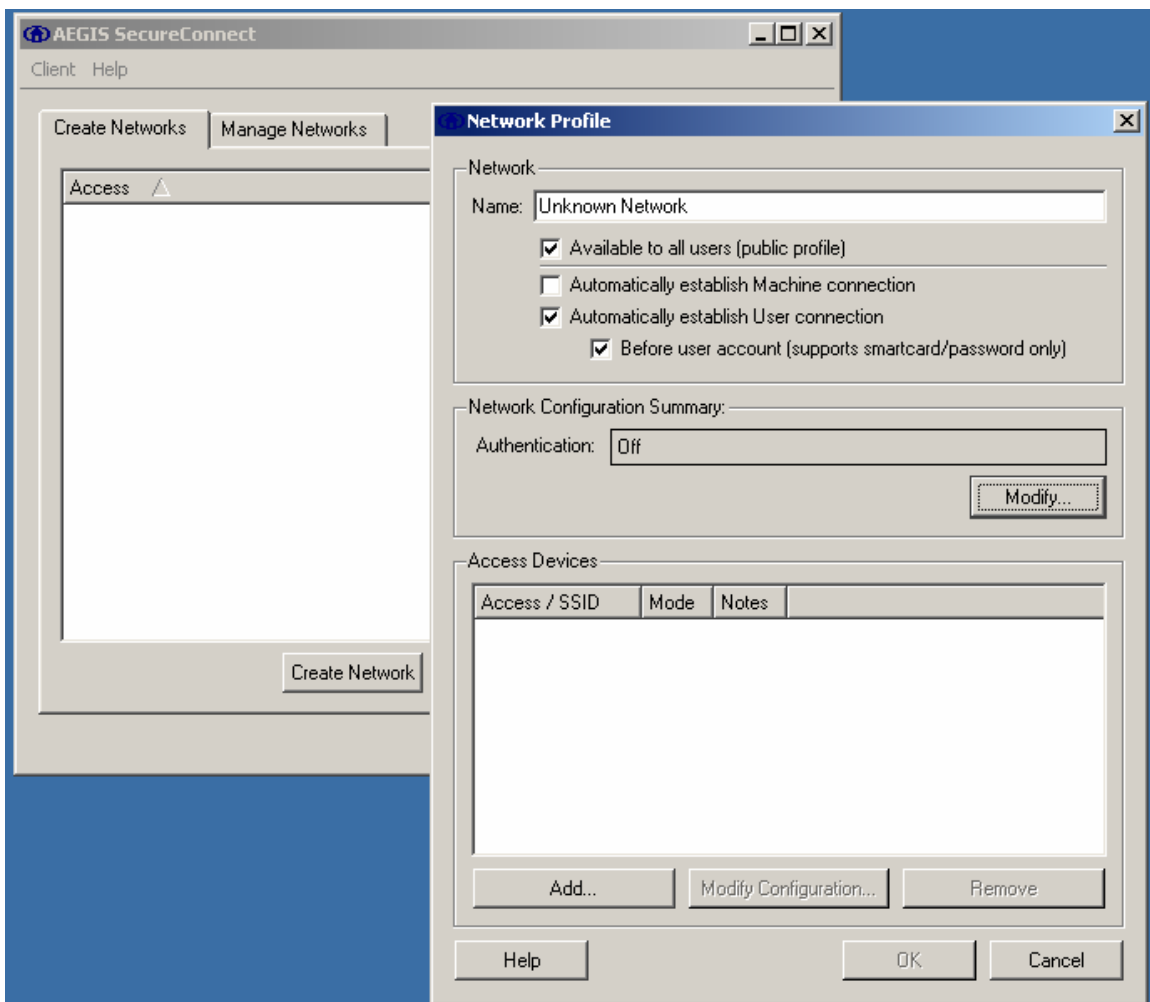 AEGIS SecureConnect
Client Help
Create Networks Manage Networks
Access
Create Network
Network Profile
Network
Name: Unknown Network
Available to all users (public profile)
Automatically establish Machine connection
Automatically establish User connection
Before user account (supports smartcard/password only)
Network Configuration Summary:
Authentication: Off
Modify...
Access Devices
Access / SSID Mode Notes
Add... Modify Configuration... Remove
Help OK Cancel